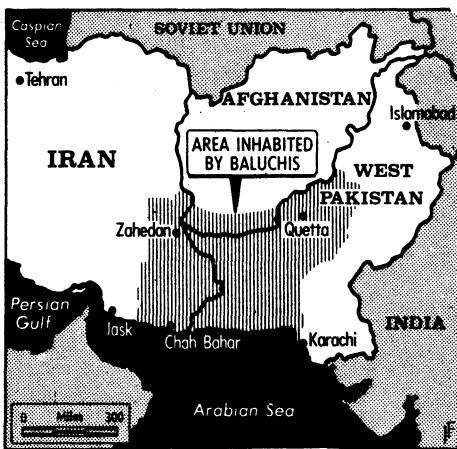 Caspian
Sea
SOVIET UNION
Tehran
AFGHANISTAN
Islamabad
AREA INHABITED
BY BALUCHIS
IRAN
WEST
PAKISTAN
Zahedan
Quetta
Persian
Gulf
Jask
Chah Bahar
Karachi
INDIA
Arabian Sea
0 Miles 300